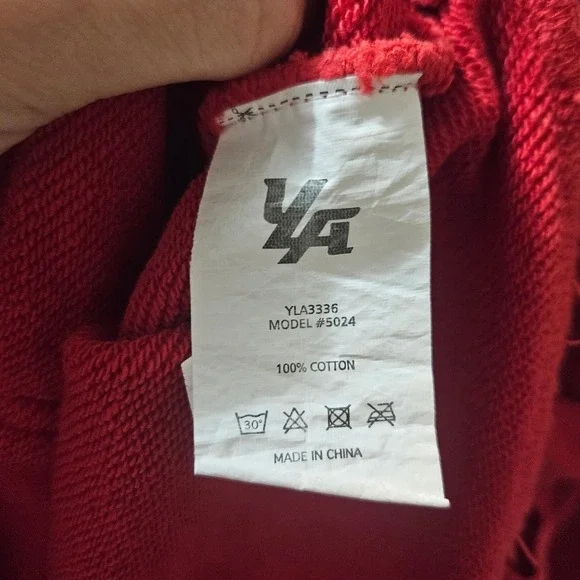 YLA
YLA3336
MODEL #5024
100% COTTON
30°
MADE IN CHINA